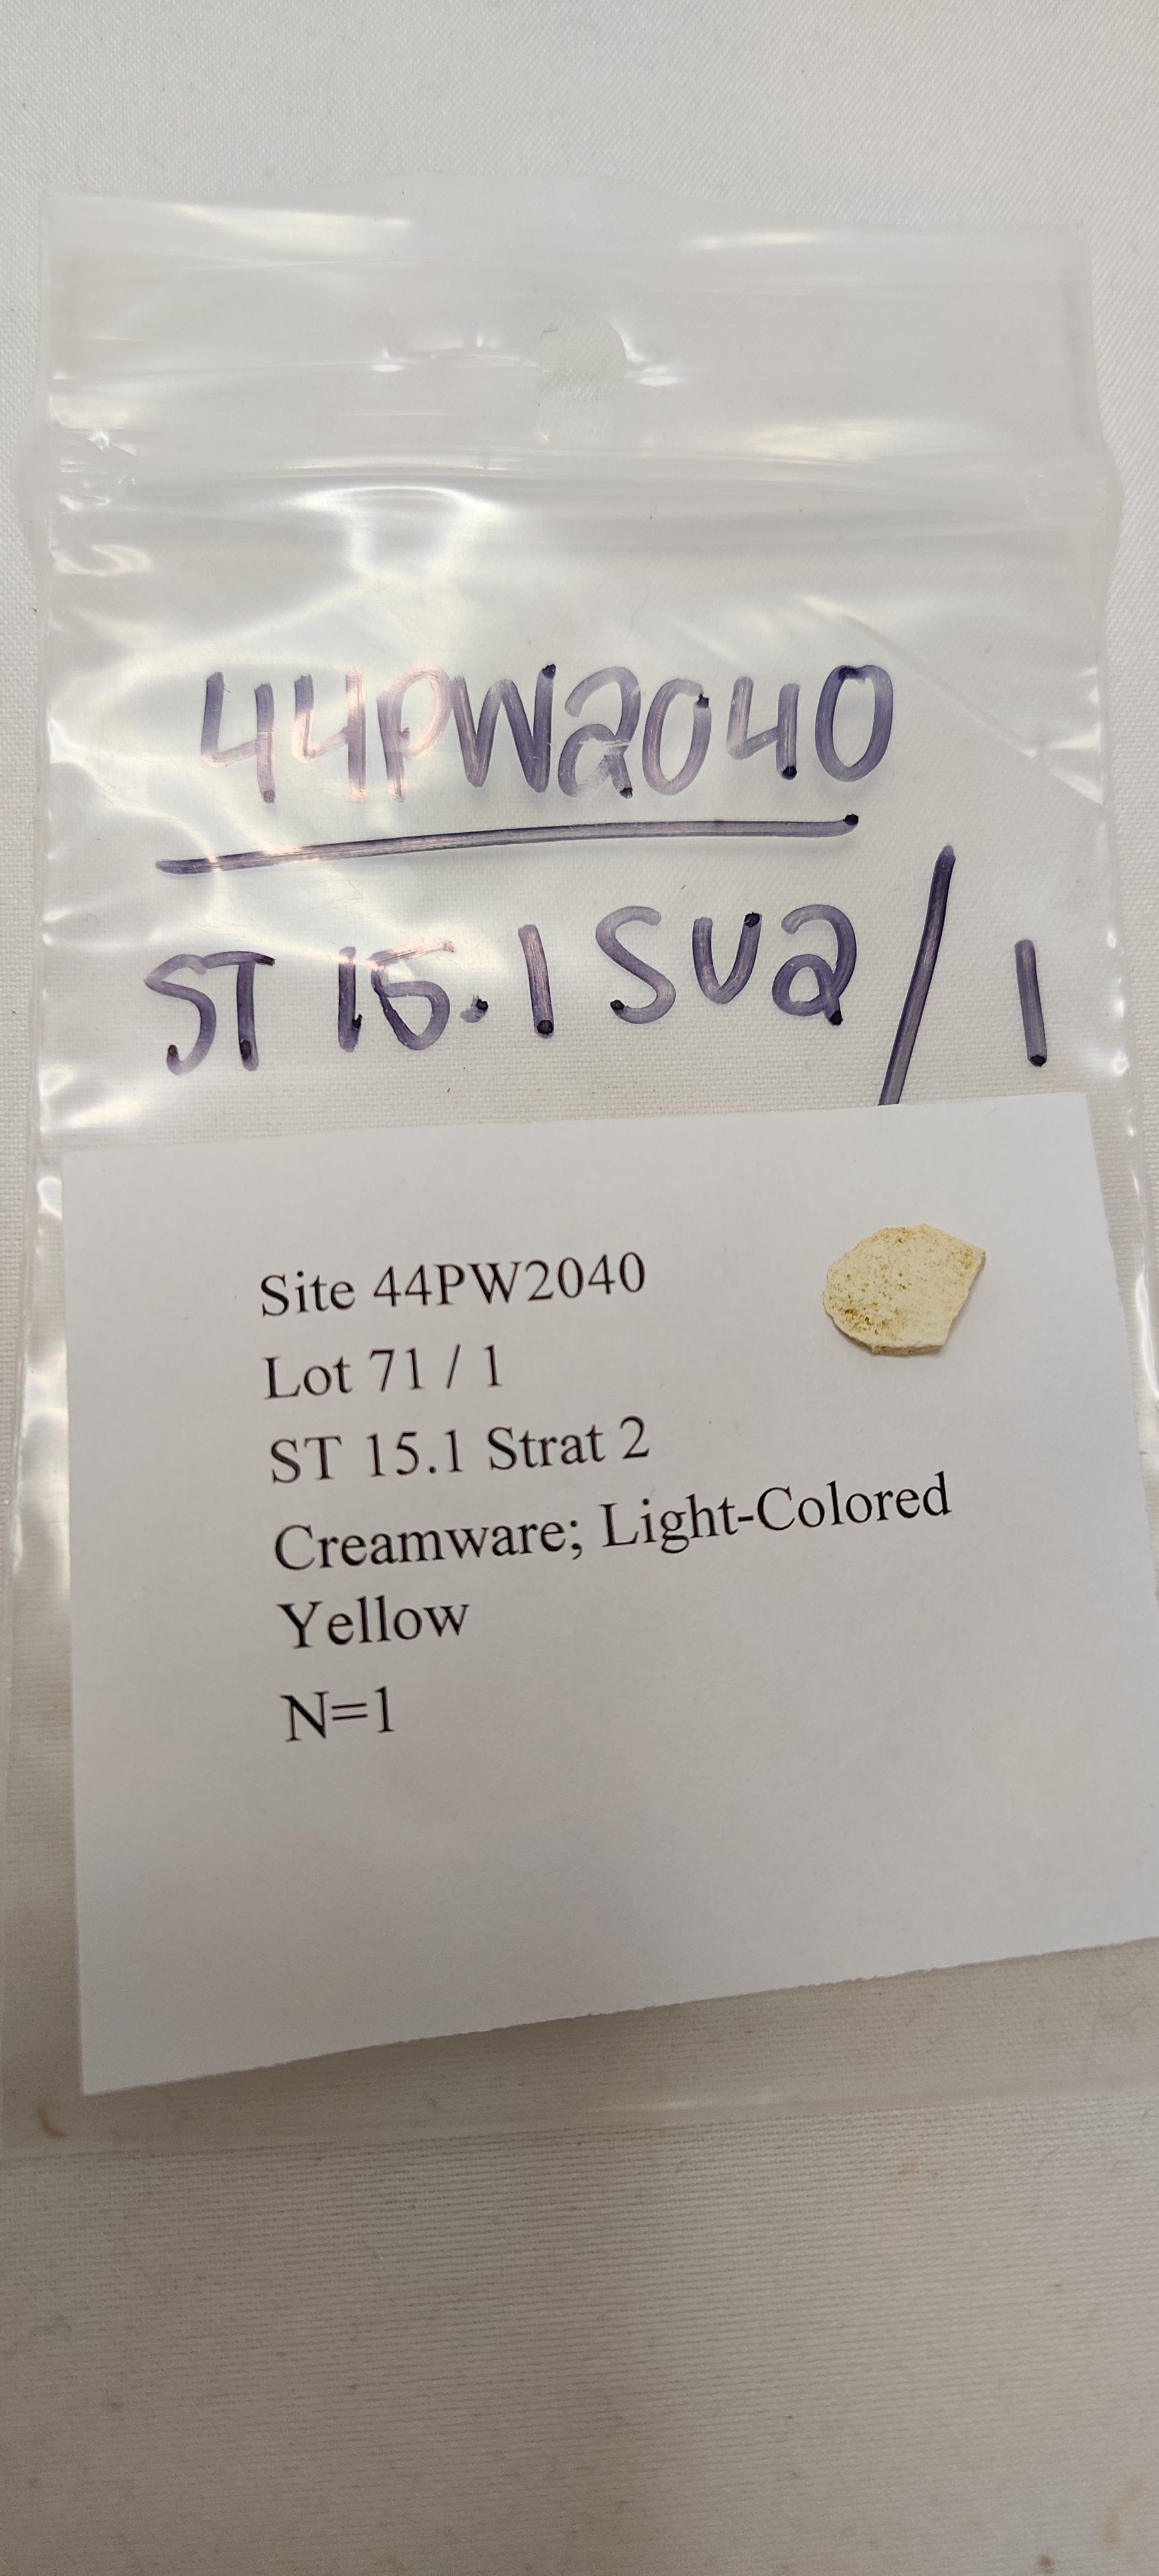 44PW2040
ST 15.1 SU2 / 1
Site 44PW2040
Lot 71 / 1
ST 15.1 Strat 2
Creamware; Light-Colored
Yellow
N=1